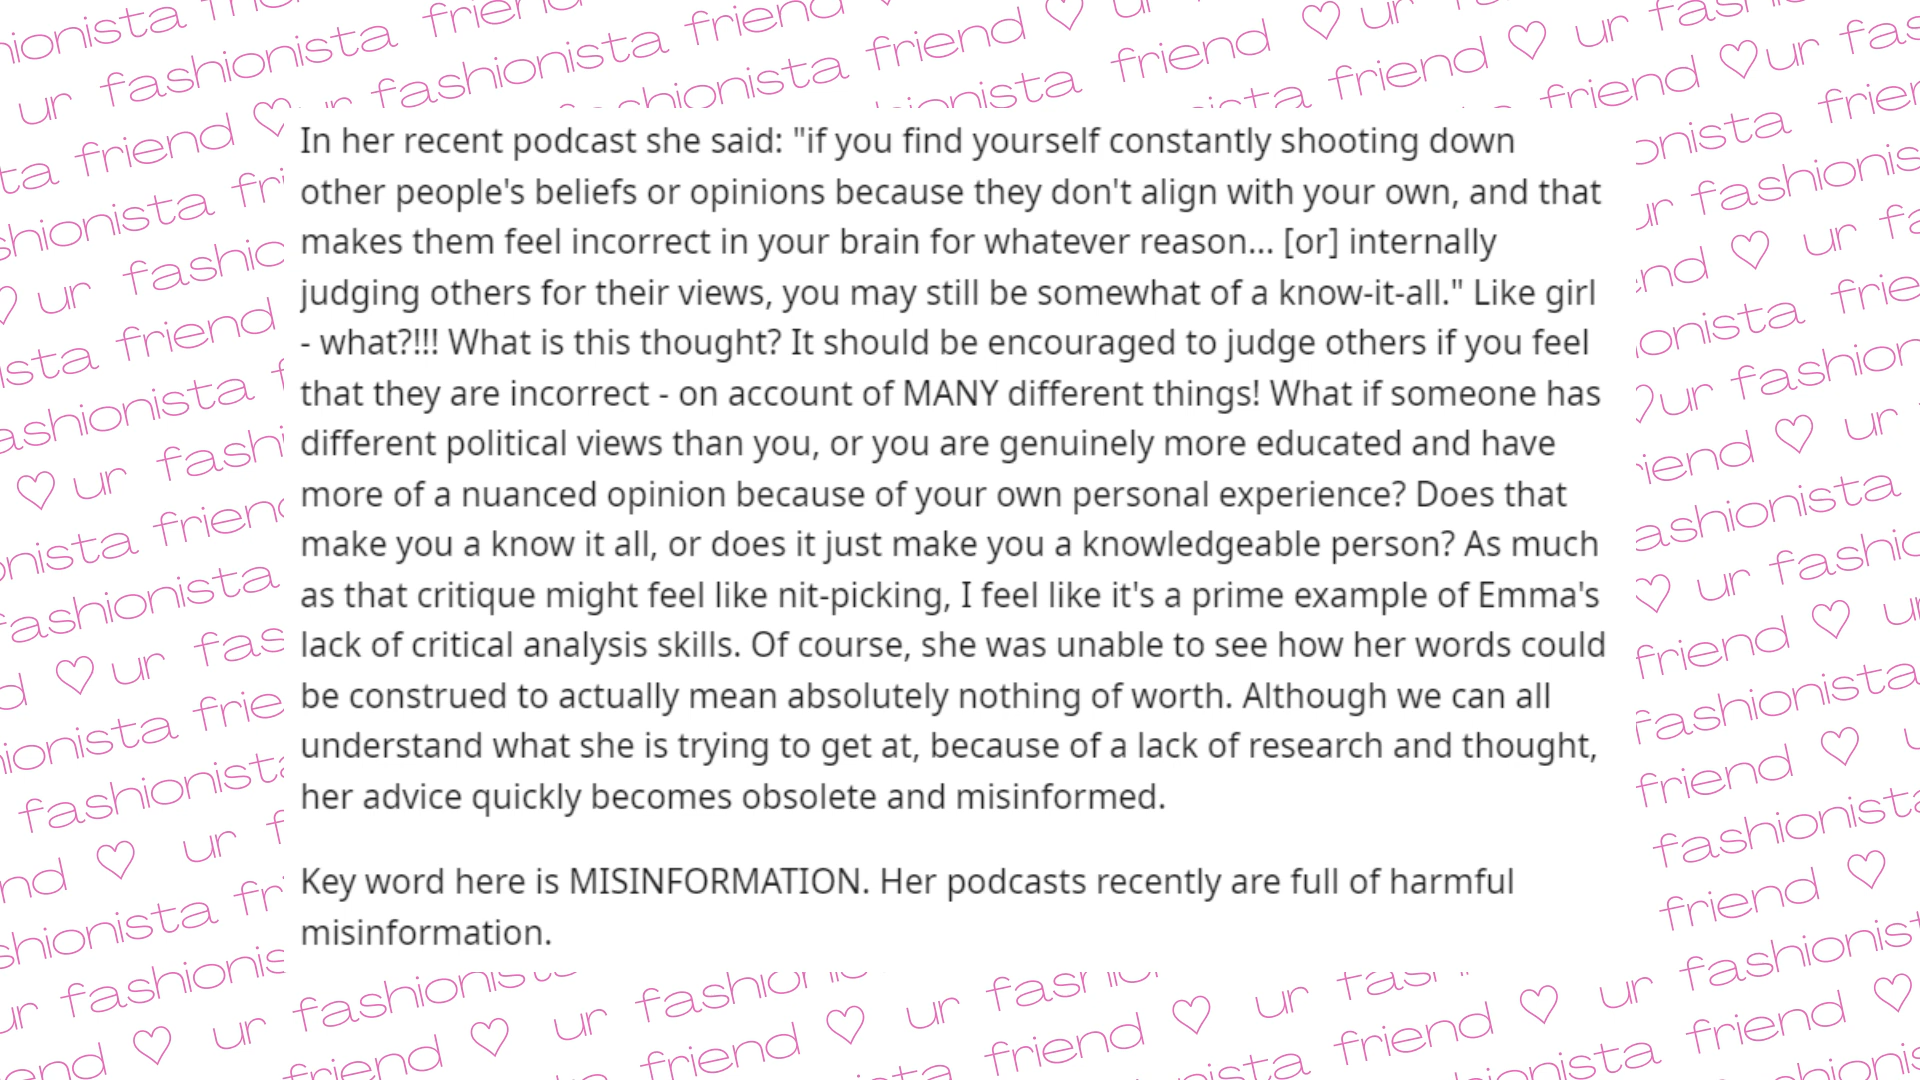 In her recent podcast she said: "if you find yourself constantly shooting down
other people's beliefs or opinions because they don't align with your own, and that
makes them feel incorrect in your brain for whatever reason... [or] internally
judging others for their views, you may still be somewhat of a know-it-all." Like girl
- what?!!! What is this thought? It should be encouraged to judge others if you feel
that they are incorrect - on account of MANY different things! What if someone has
different political views than you, or you are genuinely more educated and have
more of a nuanced opinion because of your own personal experience? Does that
make you a know it all, or does it just make you a knowledgeable person? As much
as that critique might feel like nit-picking, I feel like it's a prime example of Emma's
lack of critical analysis skills. Of course, she was unable to see how her words could
be construed to actually mean absolutely nothing of worth. Although we can all
understand what she is trying to get at, because of a lack of research and thought,
her advice quickly becomes obsolete and misinformed.
Key word here is MISINFORMATION. Her podcasts recently are full of harmful
misinformation.
ur fashionista friend ♡ ur fashionista friend ♡